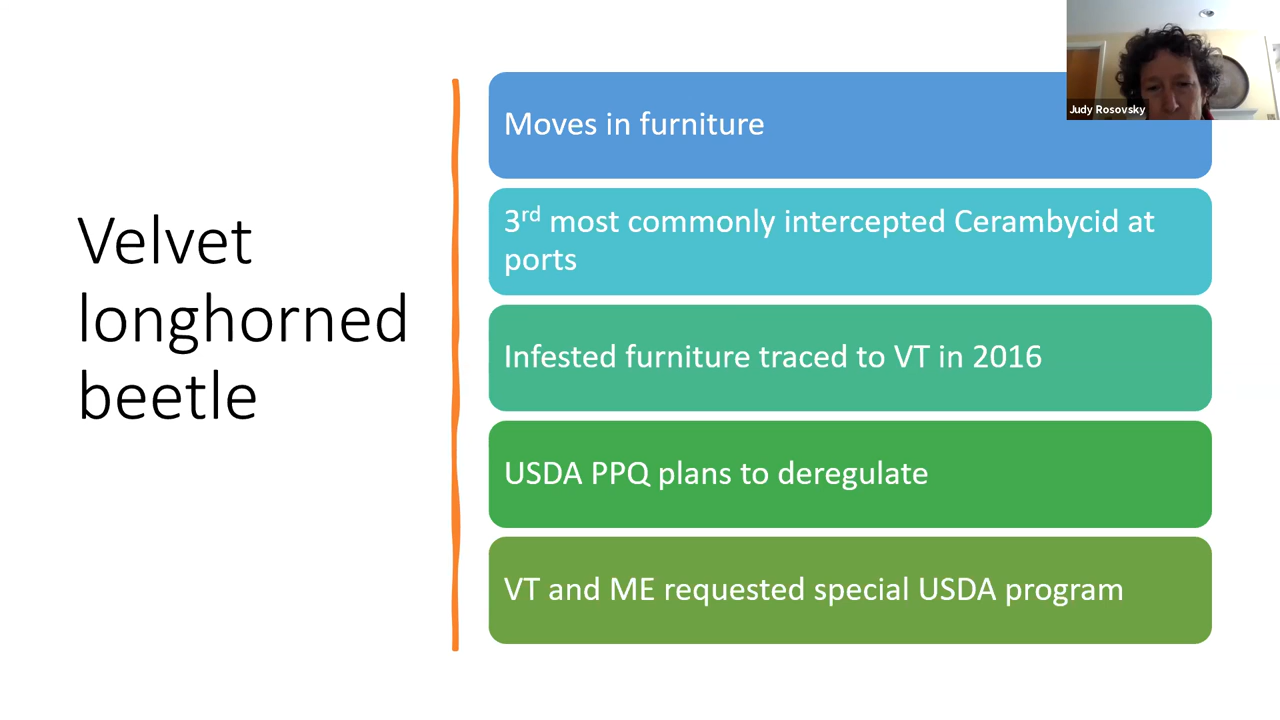 Velvet
longhorned
beetle
Moves in furniture
3rd most commonly intercepted Cerambycid at
ports
Infested furniture traced to VT in 2016
USDA PPQ plans to deregulate
VT and ME requested special USDA program
Judy Rosovsky